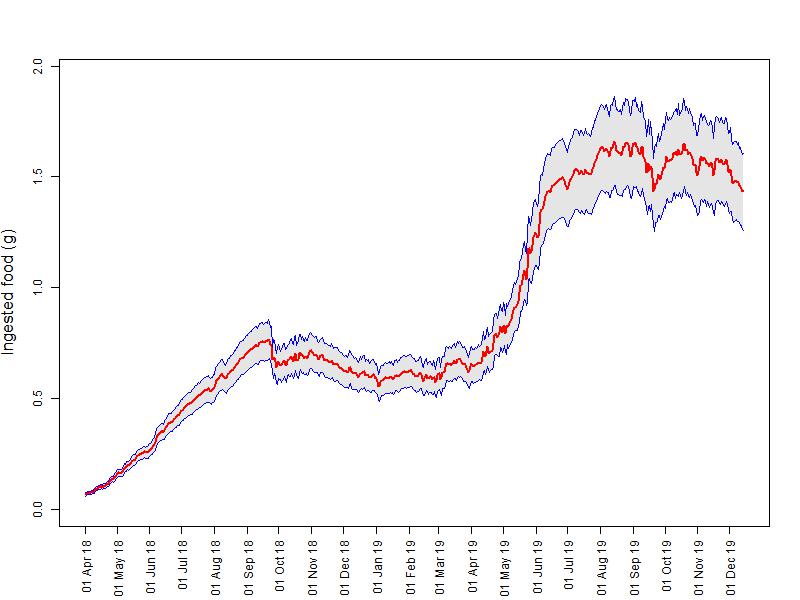 Ingested food (g)
2.0
1.5
1.0
0.5
0.0
01 Apr 18
01 May 18
01 Jun 18
01 Jul 18
01 Aug 18
01 Sep 18
01 Oct 18
01 Nov 18
01 Dec 18
01 Jan 19
01 Feb 19
01 Mar 19
01 Apr 19
01 May 19
01 Jun 19
01 Jul 19
01 Aug 19
01 Sep 19
01 Oct 19
01 Nov 19
01 Dec 19